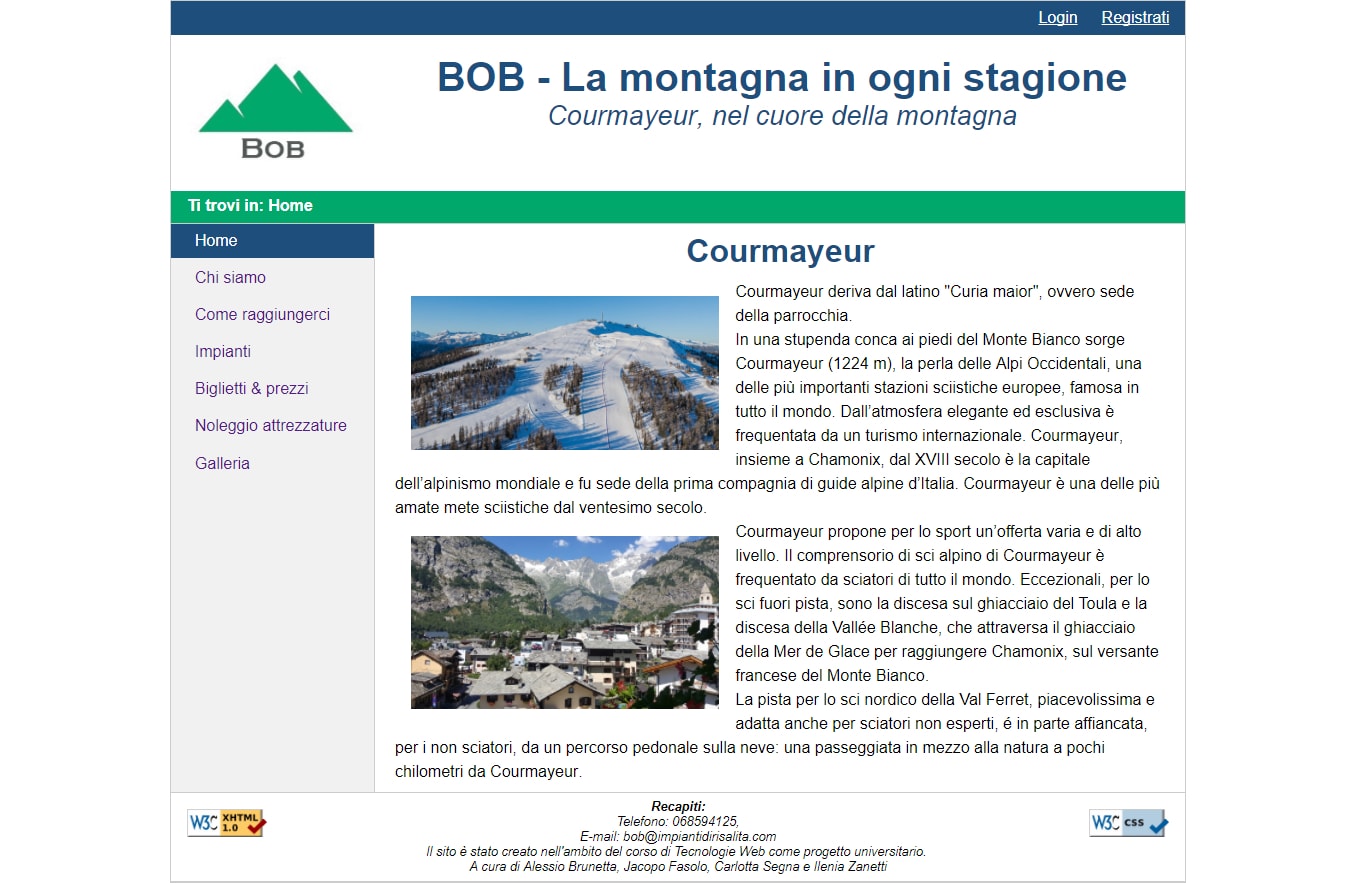 Login Registrati
BOB
BOB - La montagna in ogni stagione
Courmayeur, nel cuore della montagna
Ti trovi in: Home
Home
Chi siamo
Come raggiungerci
Impianti
Biglietti & prezzi
Noleggio attrezzature
Galleria
Courmayeur
Courmayeur deriva dal latino "Curia maior", ovvero sede
della parrocchia.
In una stupenda conca ai piedi del Monte Bianco sorge
Courmayeur (1224 m), la perla delle Alpi Occidentali, una
delle più importanti stazioni sciistiche europee, famosa in
tutto il mondo. Dall’atmosfera elegante ed esclusiva è
frequentata da un turismo internazionale. Courmayeur,
insieme a Chamonix, dal XVIII secolo è la capitale
dell’alpinismo mondiale e fu sede della prima compagnia di guide alpine d’Italia. Courmayeur è una delle più
amate mete sciistiche dal ventesimo secolo.
Courmayeur propone per lo sport un’offerta varia e di alto
livello. Il comprensorio di sci alpino di Courmayeur è
frequentato da sciatori di tutto il mondo. Eccezionali, per lo
sci fuori pista, sono la discesa sul ghiacciaio del Toula e la
discesa della Vallée Blanche, che attraversa il ghiacciaio
della Mer de Glace per raggiungere Chamonix, sul versante
francese del Monte Bianco.
La pista per lo sci nordico della Val Ferret, piacevolissima e
adatta anche per sciatori non esperti, é in parte affiancata,
per i non sciatori, da un percorso pedonale sulla neve: una passeggiata in mezzo alla natura a pochi
chilometri da Courmayeur.
W3C XHTML 1.0
Recapiti:
Telefono: 068594125,
E-mail: bob@impiantidirisalita.com
Il sito è stato creato nell'ambito del corso di Tecnologie Web come progetto universitario.
A cura di Alessio Brunetta, Jacopo Fasolo, Carlotta Segna e Ilenia Zanetti
W3C css